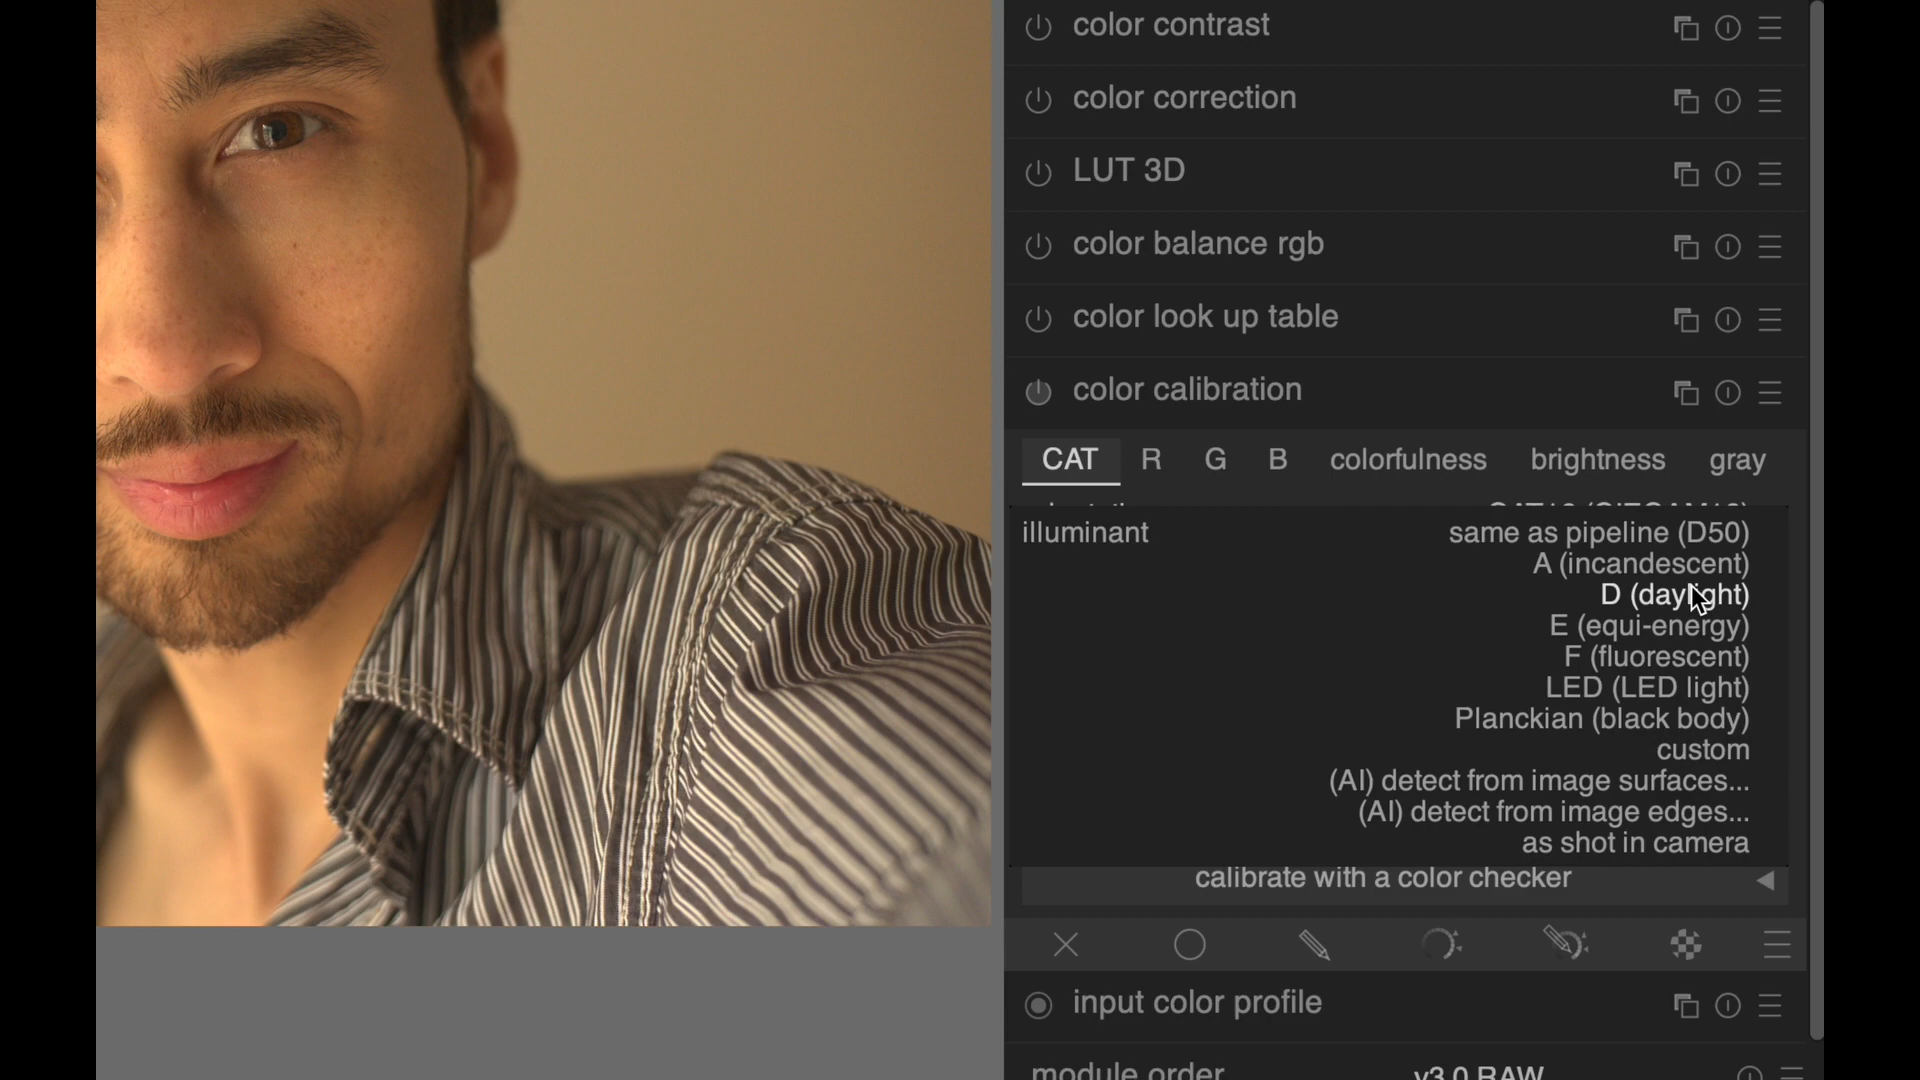 color contrast
color correction
LUT 3D
color balance rgb
color look up table
color calibration
CAT R G B colorfulness brightness gray
illuminant same as pipeline (D50)
A (incandescent)
D (daylight)
E (equi-energy)
F (fluorescent)
LED (LED light)
Planckian (black body)
custom
(AI) detect from image surfaces...
(AI) detect from image edges...
as shot in camera
calibrate with a color checker
input color profile
module order v3.0 RAW